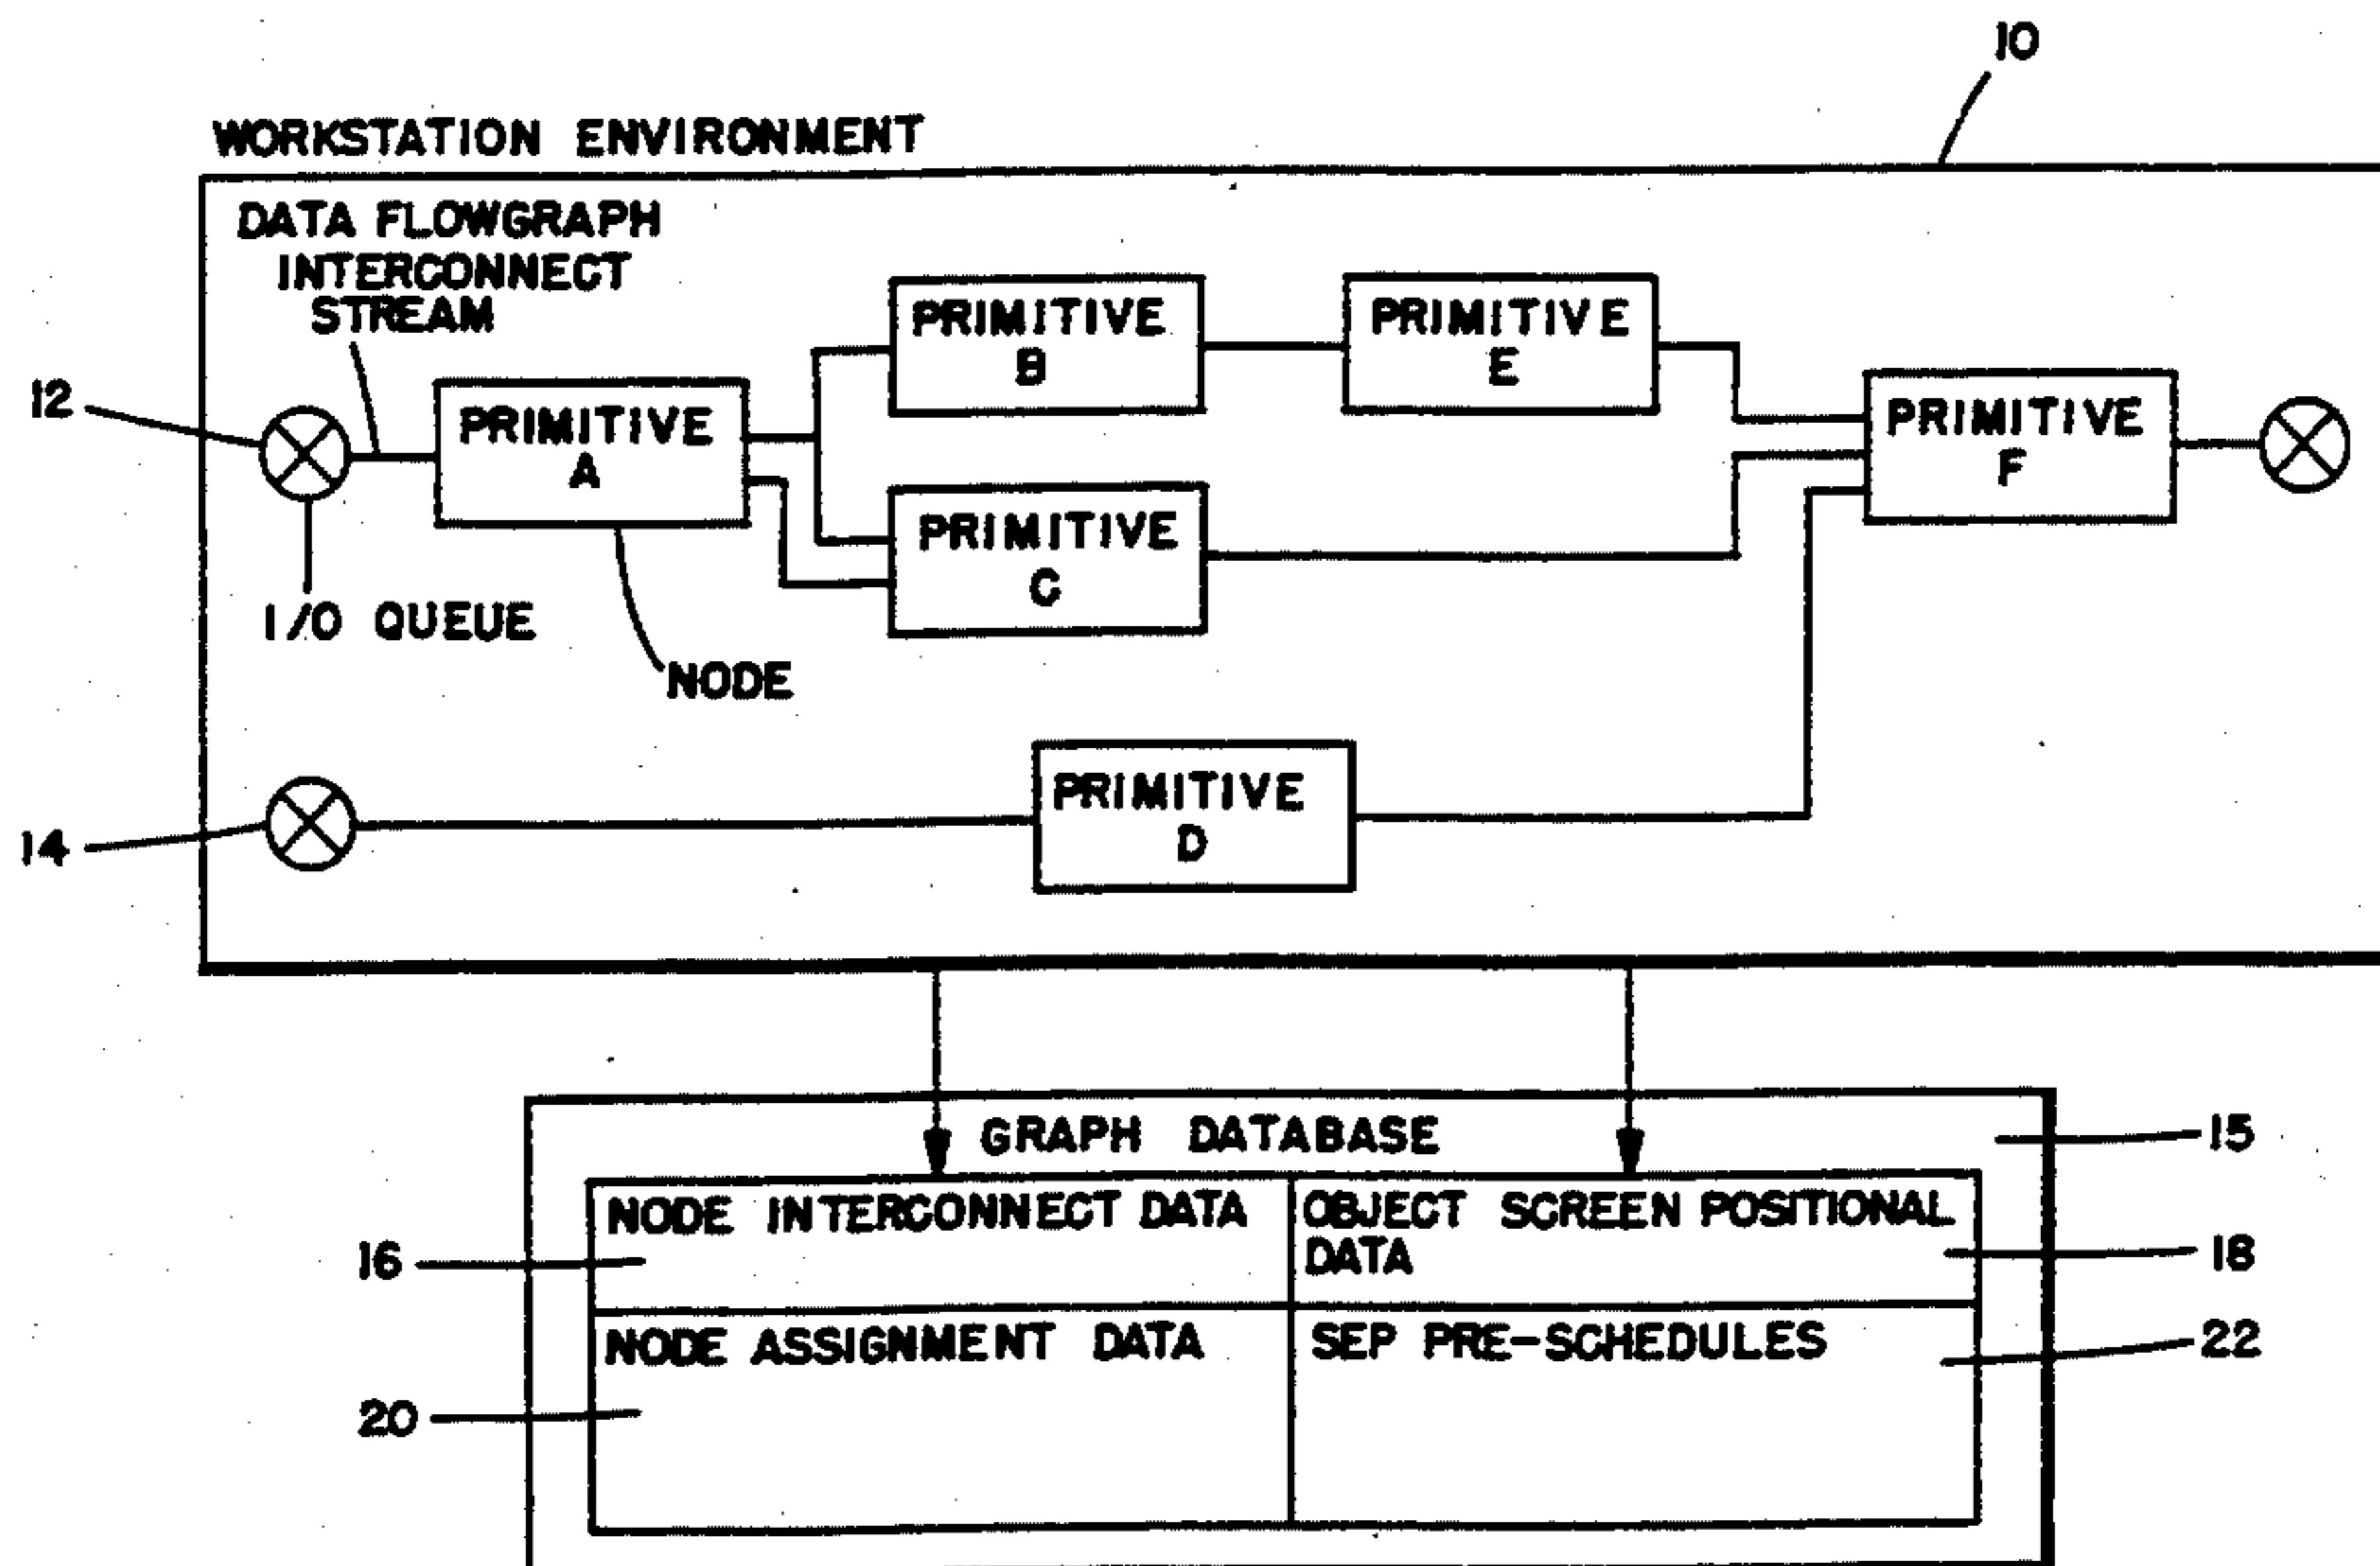 10
WORKSTATION ENVIRONMENT
DATA FLOWGRAPH
INTERCONNECT
STREAM
PRIMITIVE
B
PRIMITIVE
E
12
PRIMITIVE
A
PRIMITIVE
F
PRIMITIVE
C
I/O QUEUE
NODE
PRIMITIVE
D
14
GRAPH DATABASE
15
NODE INTERCONNECT DATA
OBJECT SCREEN POSITIONAL
DATA
16
18
NODE ASSIGNMENT DATA
SEP PRE-SCHEDULES
22
20